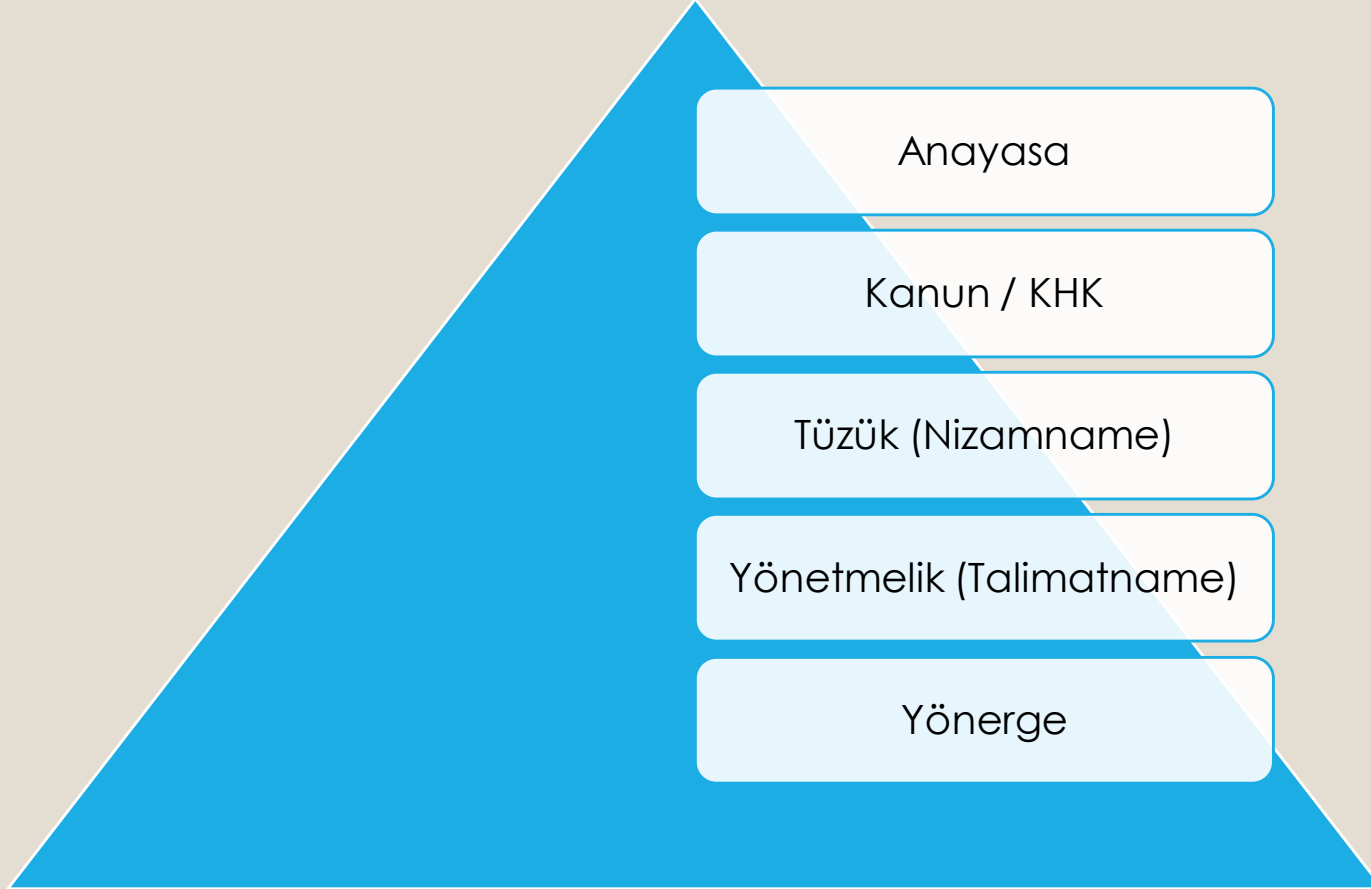 Anayasa
Kanun / KHK
Tüzük (Nizamname)
Yönetmelik (Talimatname)
Yönerge